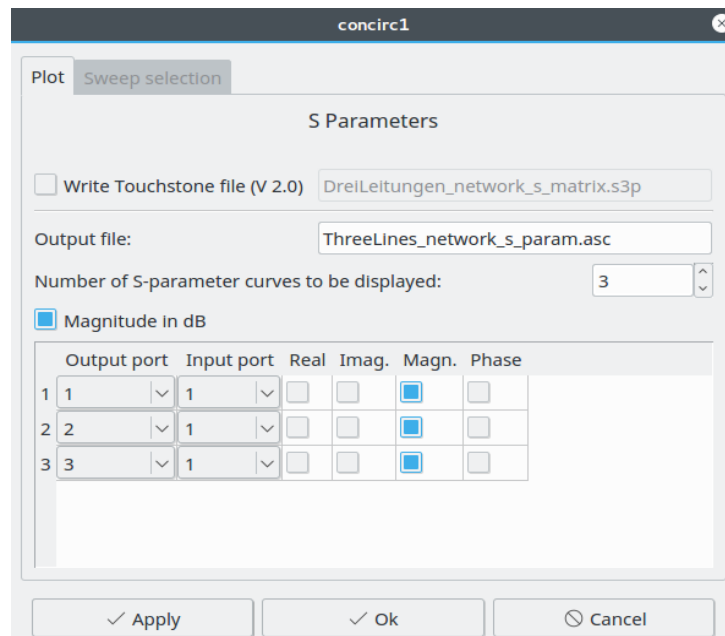 concirc1
Plot Sweep selection
S Parameters
Write Touchstone file (V 2.0) DreiLeitungen_network_s_matrix.s3p
Output file: ThreeLines_network_s_param.asc
Number of S-parameter curves to be displayed: 3
Magnitude in dB
Output port Input port Real Imag. Magn. Phase
1 1 1
2 2 1
3 3 1
Apply Ok Cancel